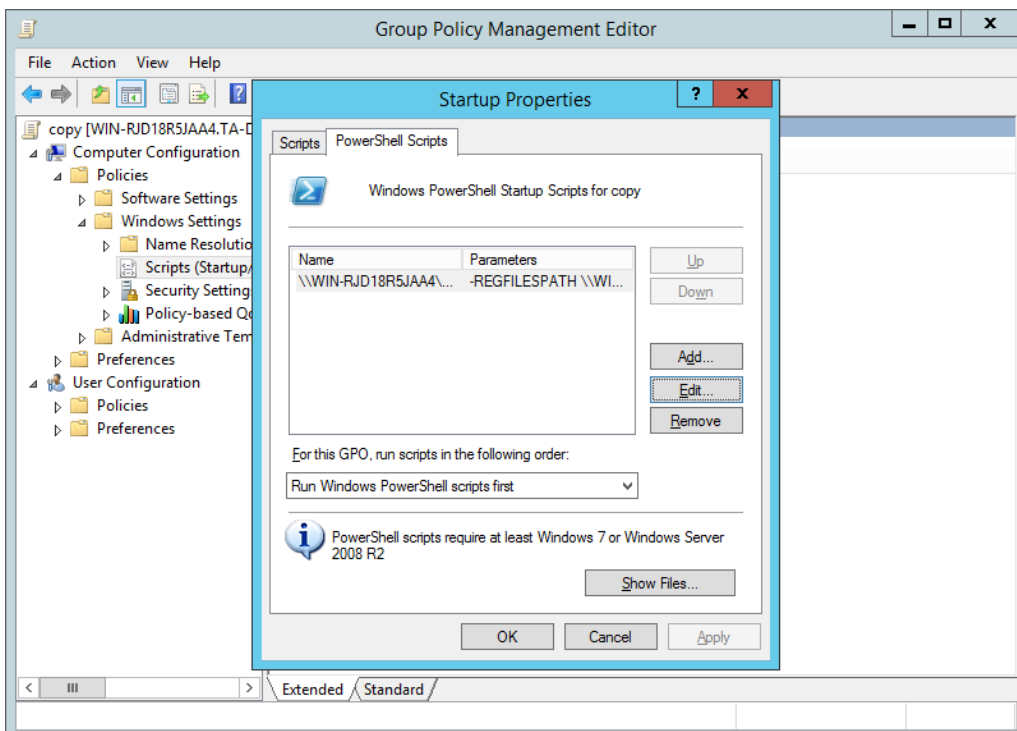 Group Policy Management Editor
File Action View Help
copy [WIN-RJD18R5JAA4.TA-D
Computer Configuration
Policies
Software Settings
Windows Settings
Name Resolutio
Scripts (Startup/
Security Setting
Policy-based Qo
Administrative Tem
Preferences
User Configuration
Policies
Preferences
Startup Properties
? x
Scripts PowerShell Scripts
Windows PowerShell Startup Scripts for copy
Name Parameters
\\WIN-RJD18R5JAA4\... -REGFILESPATH \\WI...
Up
Down
Add...
Edit...
Remove
For this GPO, run scripts in the following order:
Run Windows PowerShell scripts first
PowerShell scripts require at least Windows 7 or Windows Server
2008 R2
Show Files...
OK Cancel Apply
Extended Standard